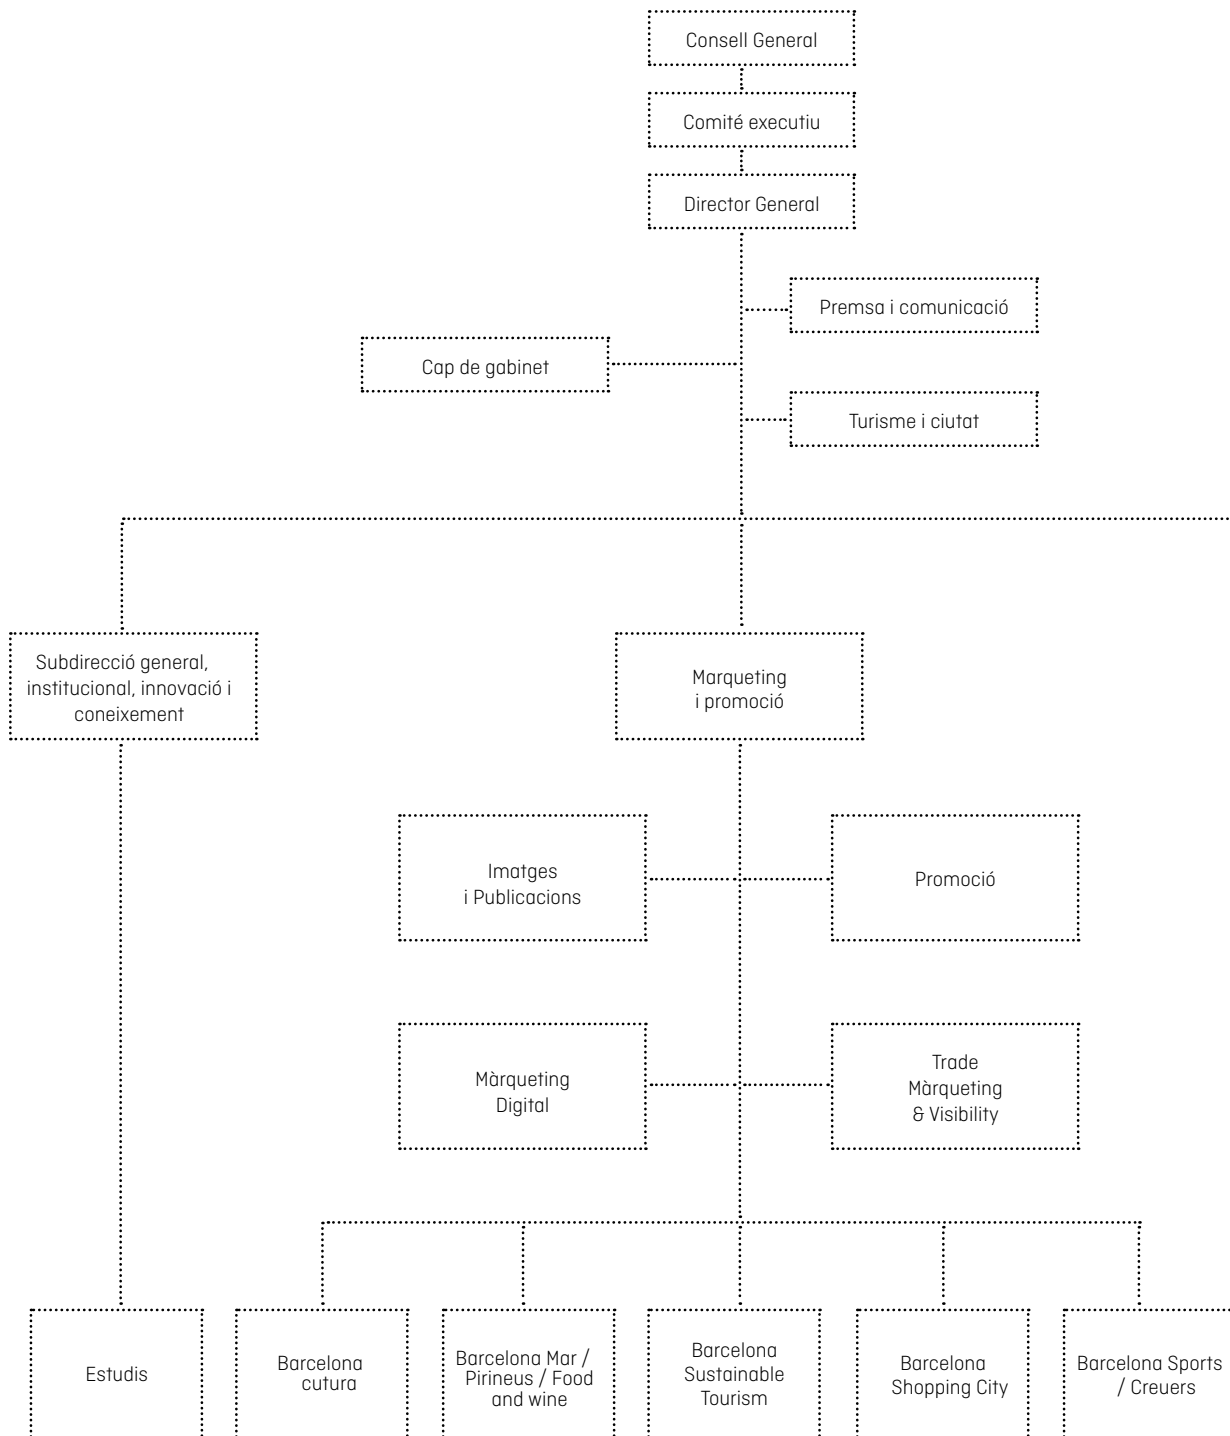 Consell General
Comité executiu
Director General
Premsa i comunicació
Cap de gabinet
Turisme i ciutat
Subdirecció general,
institucional, innovació i
coneixement
Marqueting
i promoció
Imatges
i Publicacions
Promoció
Màrqueting
Digital
Trade
Màrqueting
& Visibility
Estudis
Barcelona
cutura
Barcelona Mar /
Pirineus / Food
and wine
Barcelona
Sustainable
Tourism
Barcelona
Shopping City
Barcelona Sports
/ Creuers